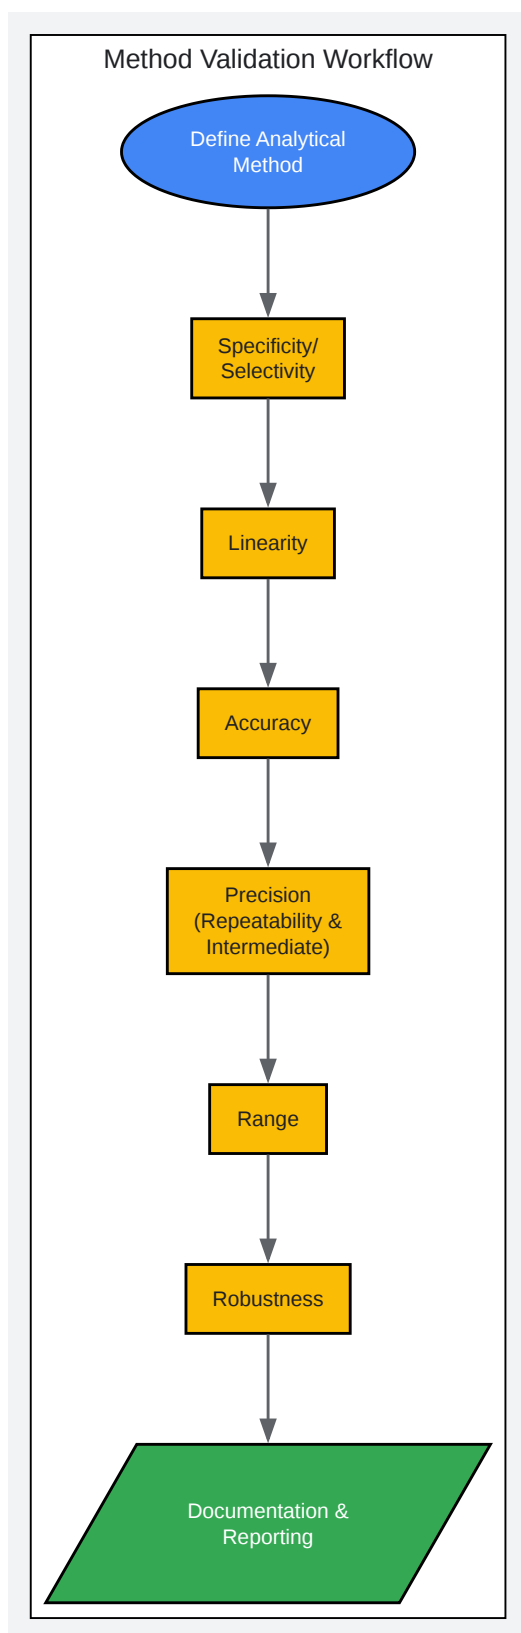 Method Validation Workflow
Define Analytical
Method
Specificity/
Selectivity
Linearity
Accuracy
Precision
(Repeatability &
Intermediate)
Range
Robustness
Documentation &
Reporting